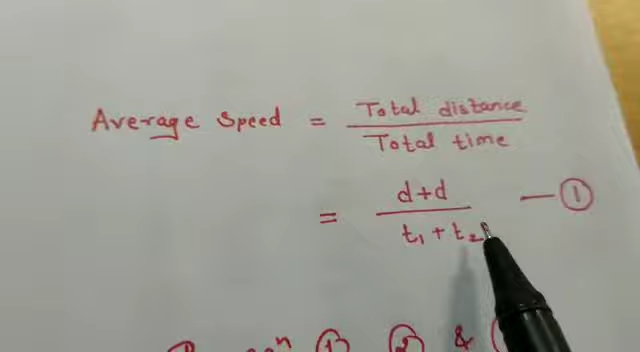 Average Speed = Total distance / Total time
= d+d / t₁ + t₂ — ①